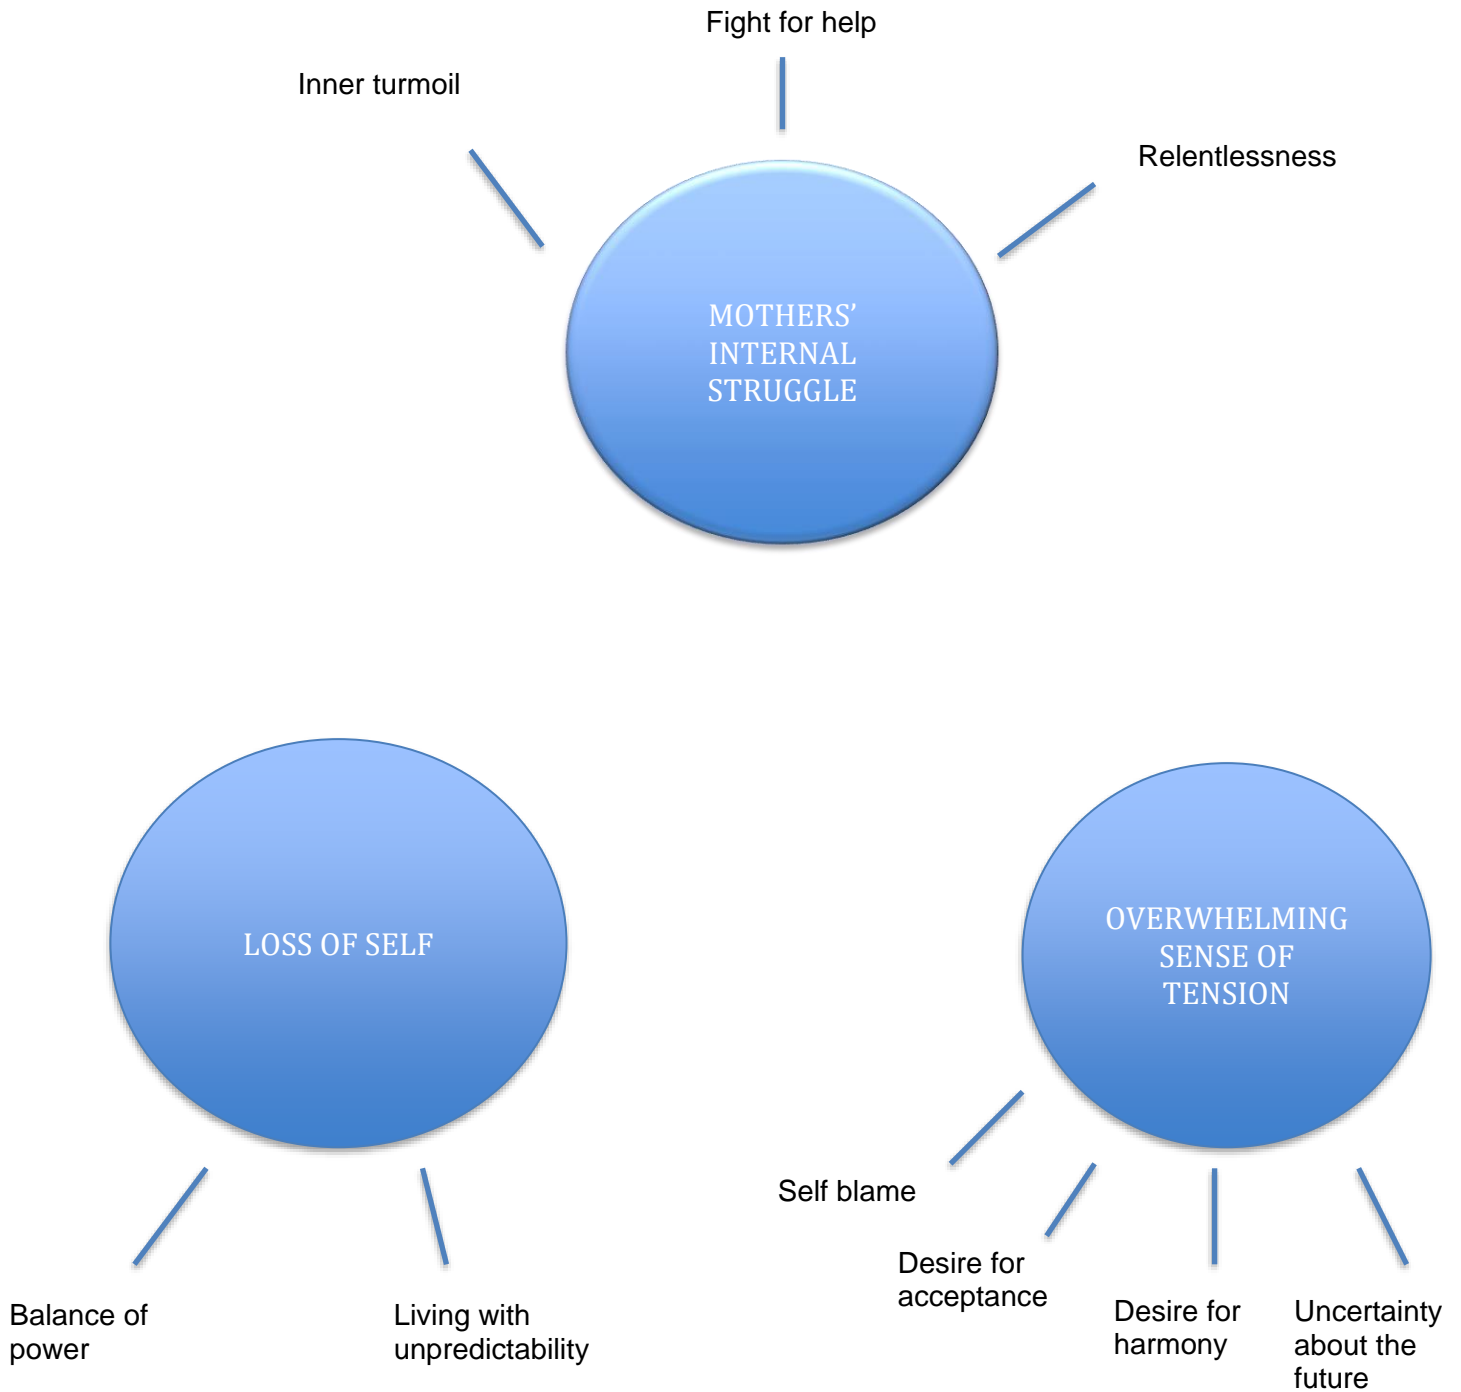 Fight for help
Inner turmoil
Relentlessness
MOTHERS’
INTERNAL
STRUGGLE
LOSS OF SELF
OVERWHELMING
SENSE OF
TENSION
Self blame
Desire for
acceptance
Balance of
power
Living with
unpredictability
Desire for
harmony
Uncertainty
about the
future